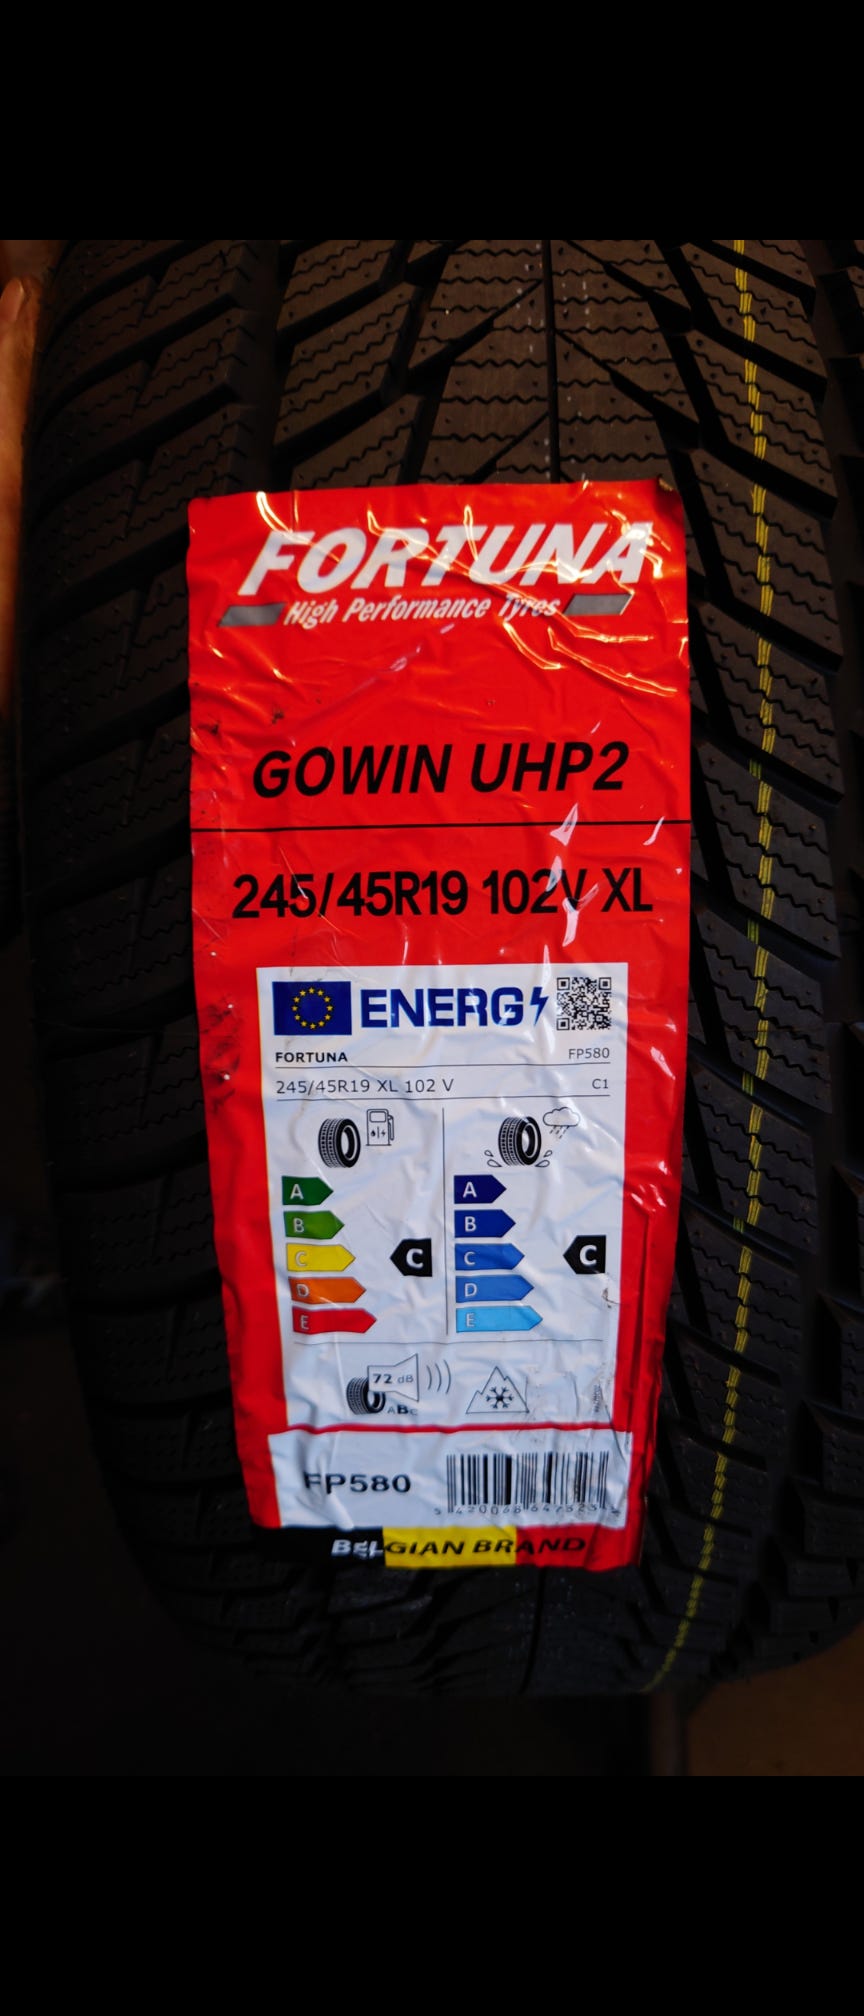 FORTUNA
High Performance Tyres
GOWIN UHP2
245/45R19 102V XL
ENERG
FORTUNA FP580
245/45R19 XL 102 V C1
A A
B B
C C C C
D D
E E
72 dB
ABC
FP580
BELGIAN BRAND